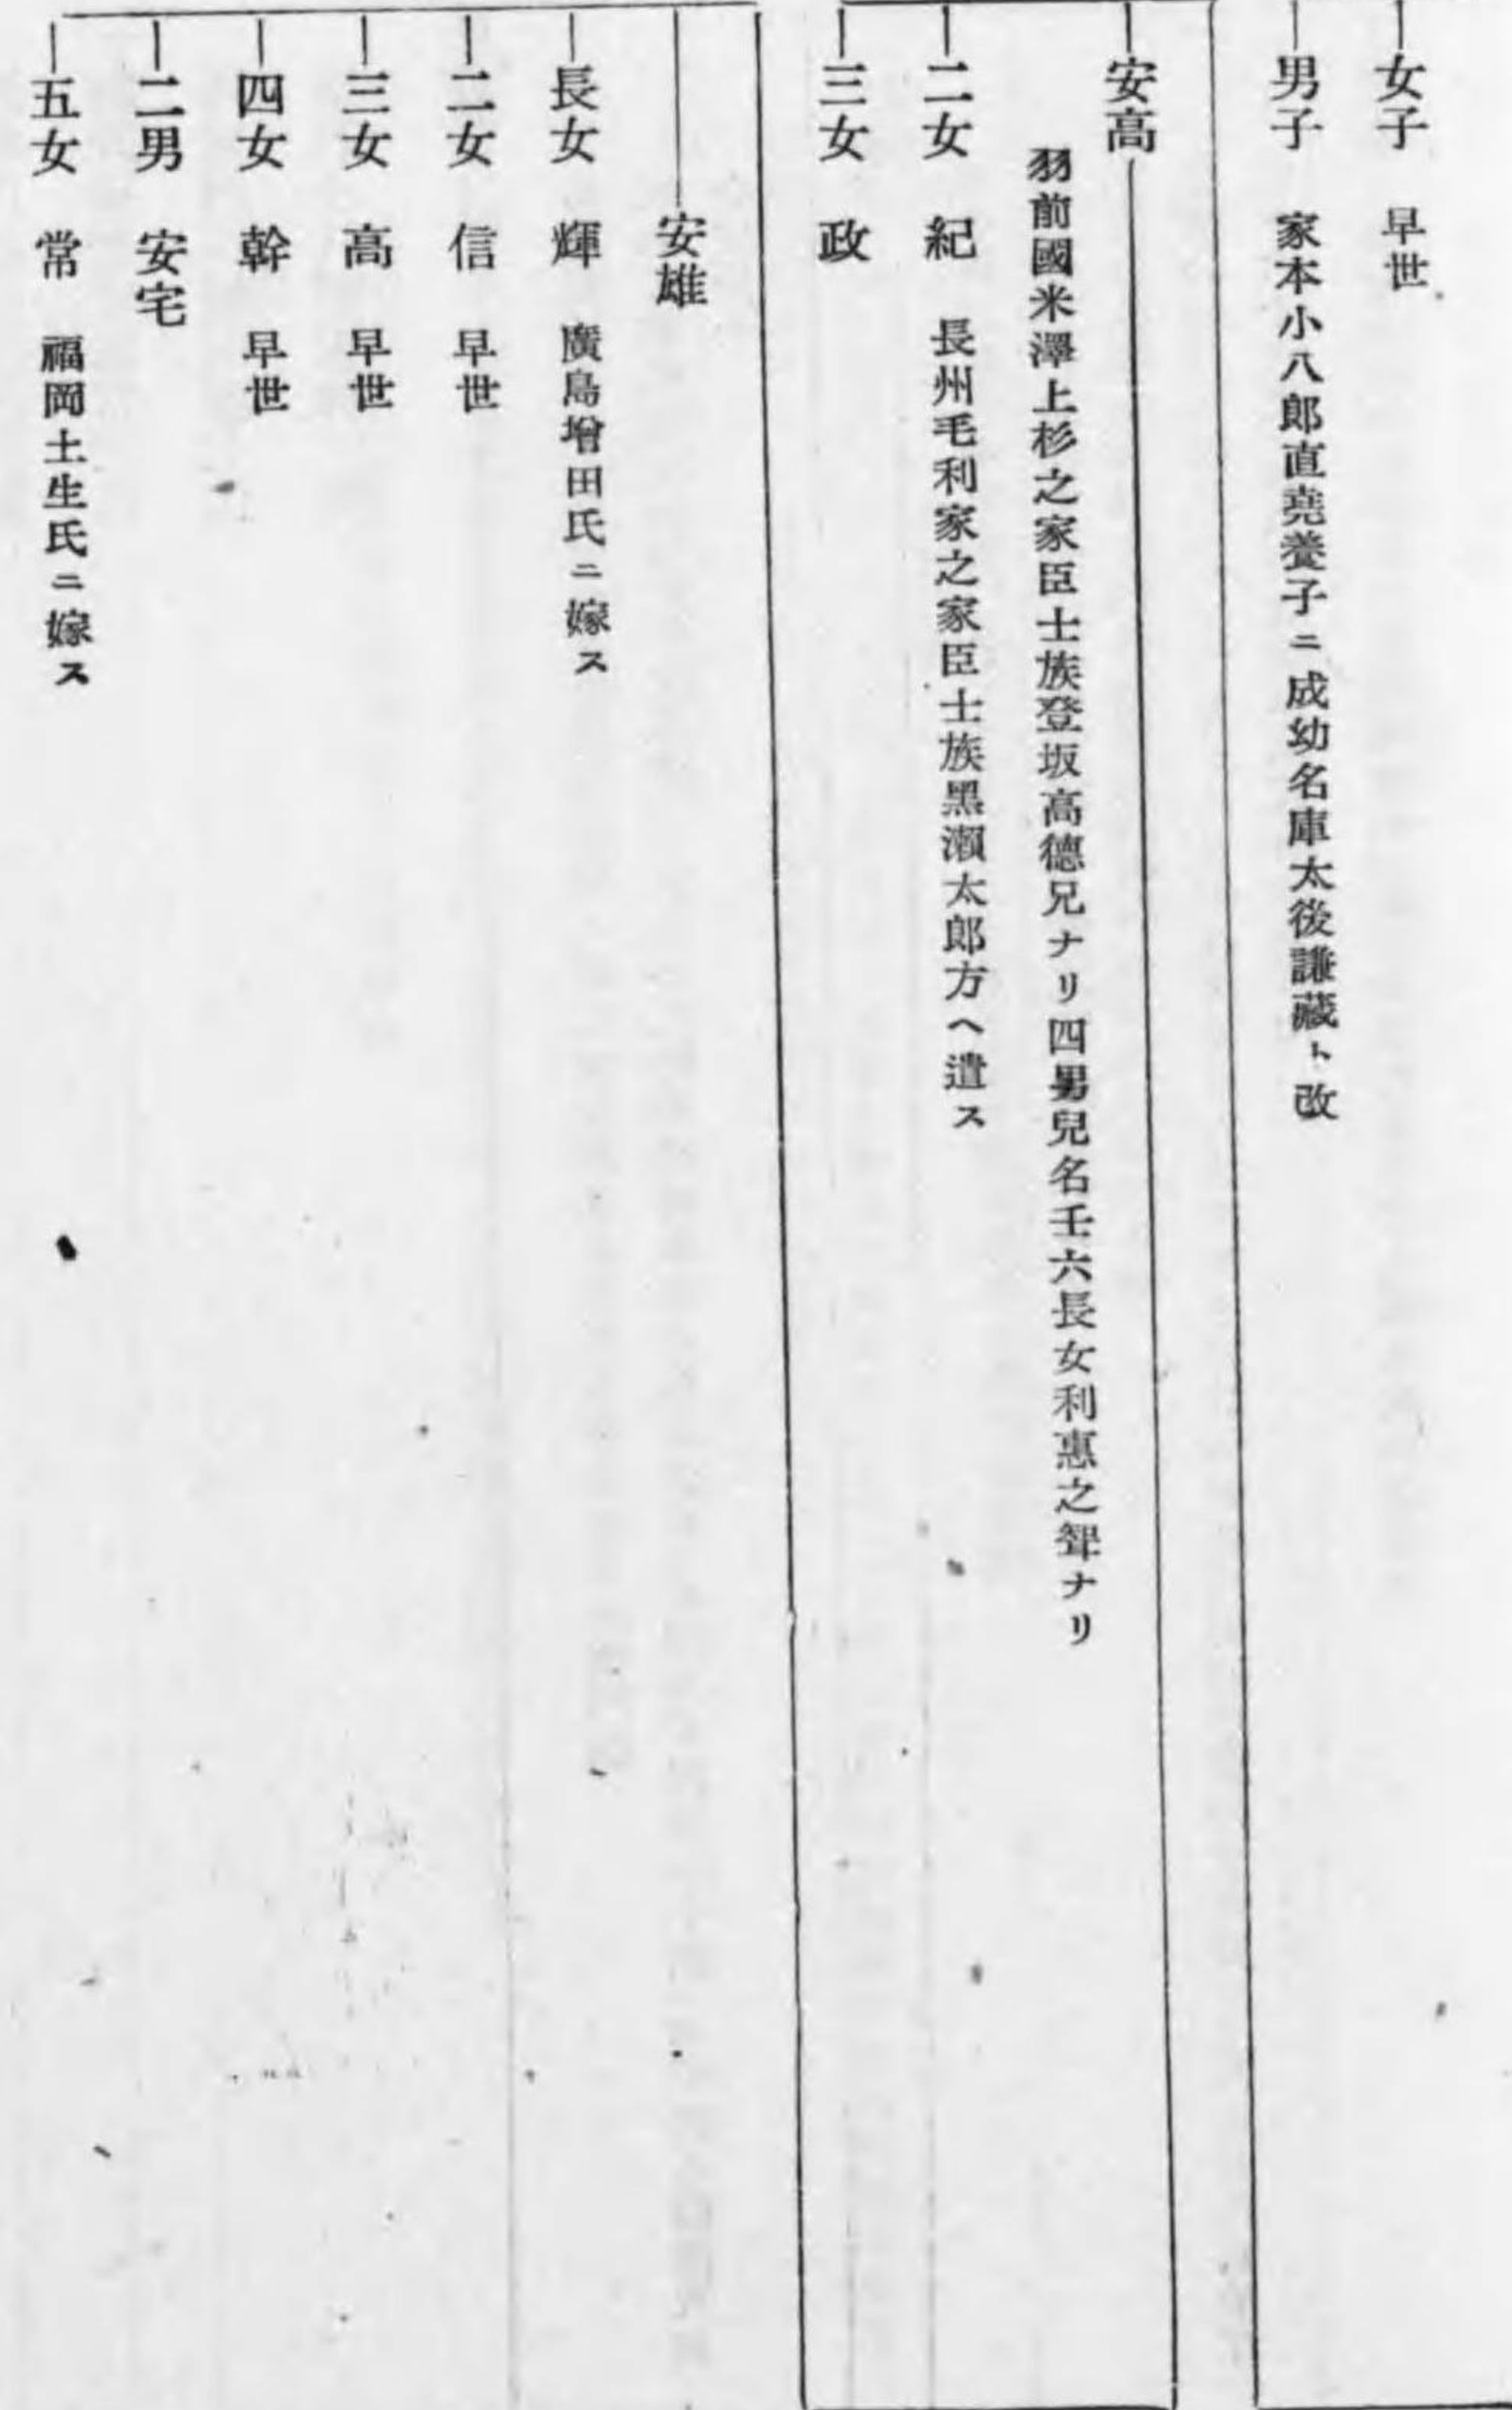 女子 早世
男子 家本小八郎直堯養子ニ成幼名庫太後謙藏ト改
安高
羽前國米澤上杉之家臣士族登坂高德兄ナリ四男兒名壬六長女利惠之聟ナリ
二女 紀 長州毛利家之家臣士族黑瀬太郎方ヘ遣ス
三女 政
安雄
長女 輝 廣島增田氏ニ嫁ス
二女 信 早世
三女 高 早世
四女 幹 早世
二男 安宅
五女 常 福岡土生氏ニ嫁ス